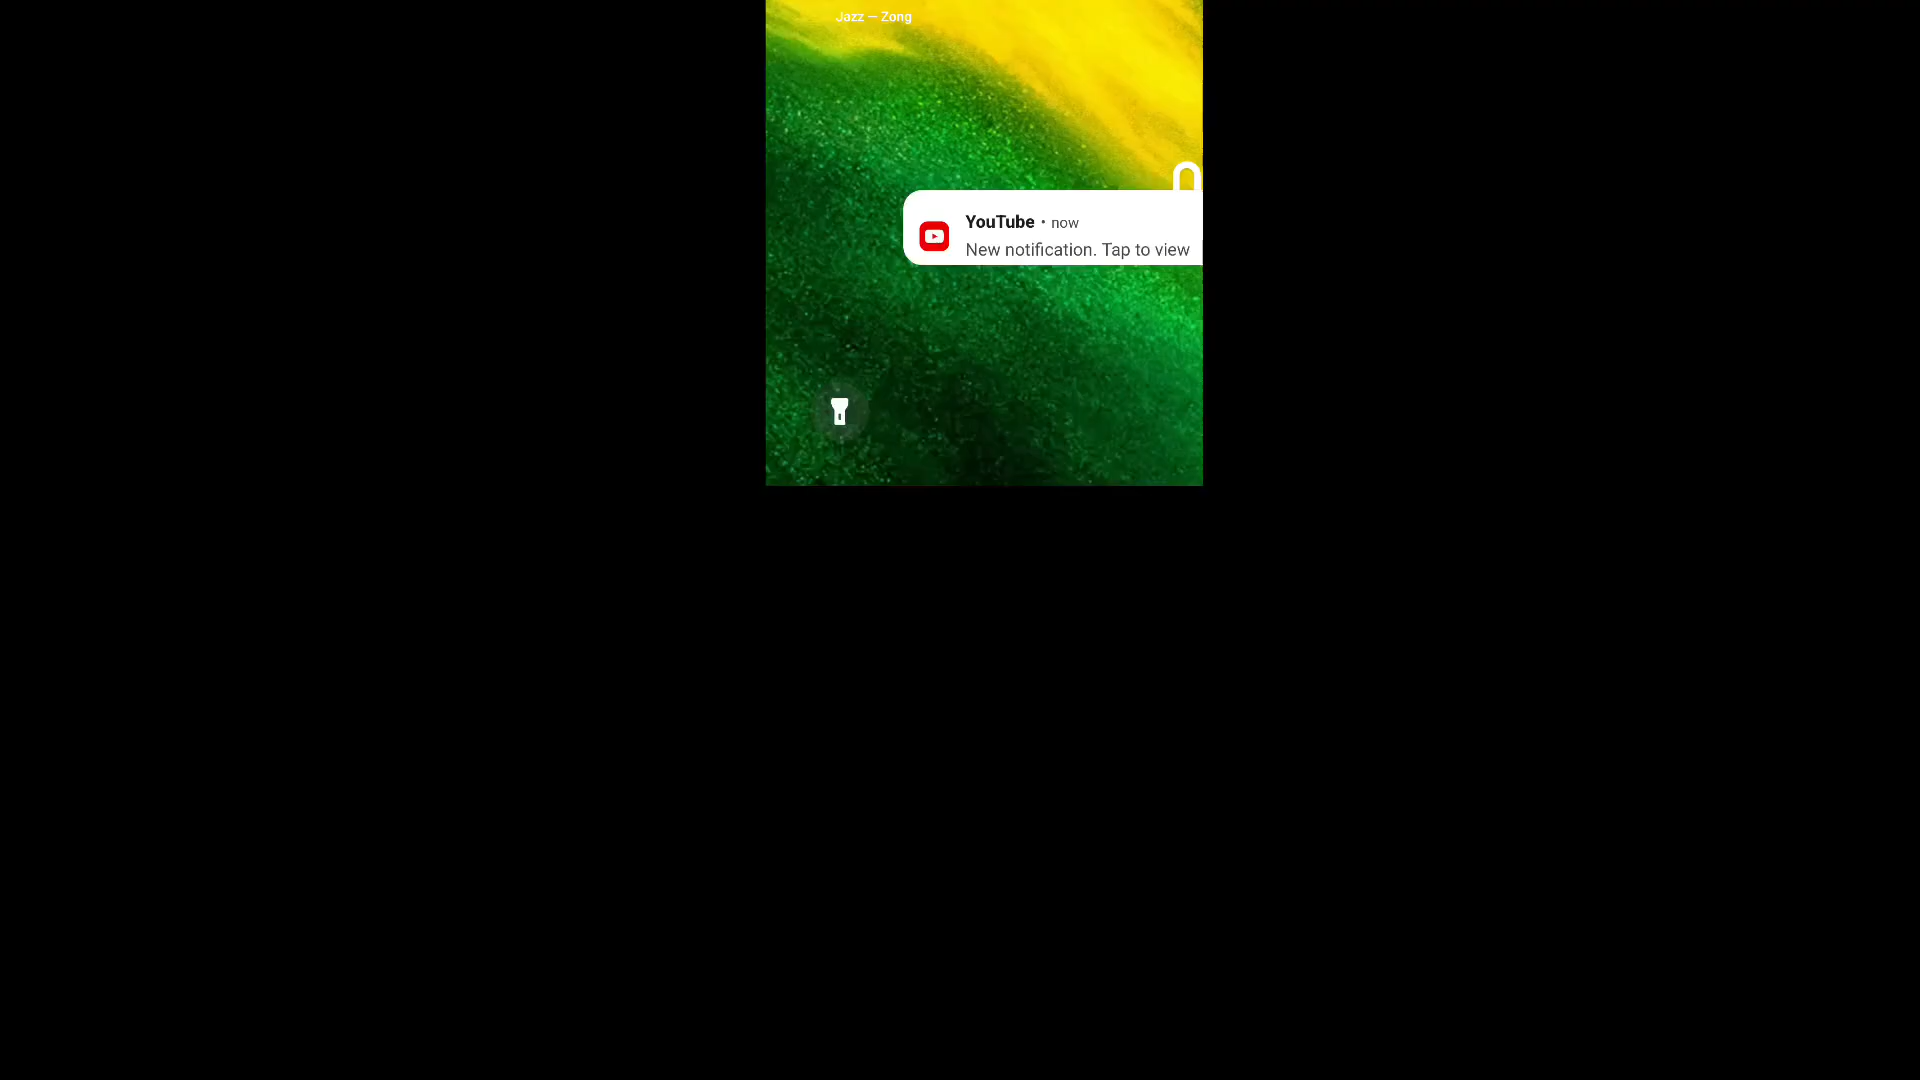 Jazz — Zong
YouTube • now
New notification. Tap to view